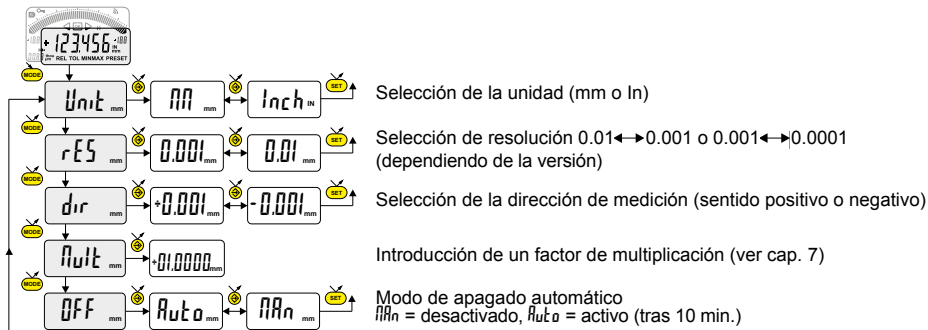 + 123.456 IN mm
REL TOL MINMAX PRESET
MODE
Unit mm MM mm Inch IN SET Selección de la unidad (mm o In)
MODE
rES mm 0.001 mm 0.01 mm SET Selección de resolución 0.01↔0.001 o 0.001↔0.0001
(dependiendo de la versión)
MODE
dir mm +0.001 mm -0.001 mm SET Selección de la dirección de medición (sentido positivo o negativo)
MODE
Mult mm +01.0000 mm Introducción de un factor de multiplicación (ver cap. 7)
MODE
OFF mm Auto mm MAn mm SET Modo de apagado automático
MAn = desactivado, Auto = activo (tras 10 min.)